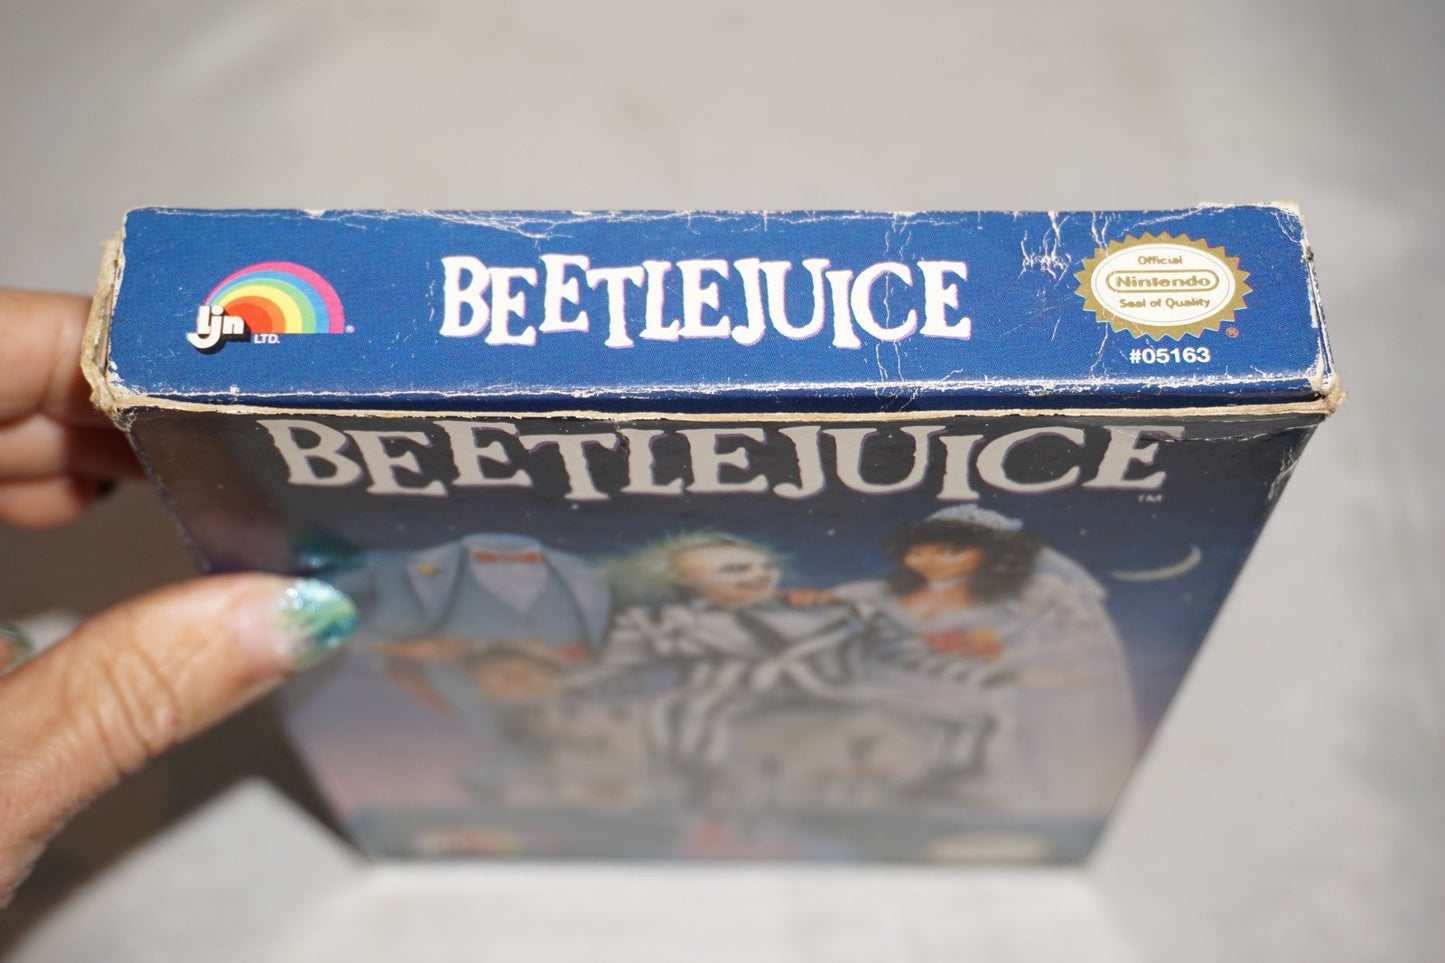 ljn
LTD.
®
BEETLEJUICE
Official
Nintendo
Seal of Quality
®
#05163
BEETLEJUICE
TM